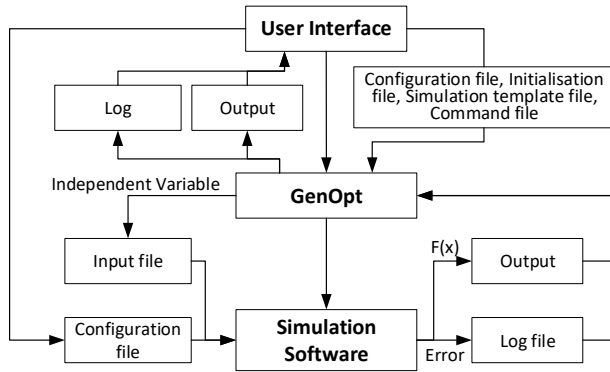 User Interface
Configuration file, Initialisation
file, Simulation template file,
Command file
Log
Output
Independent Variable
GenOpt
Input file
F(x)
Output
Configuration
file
Simulation
Software
Error
Log file